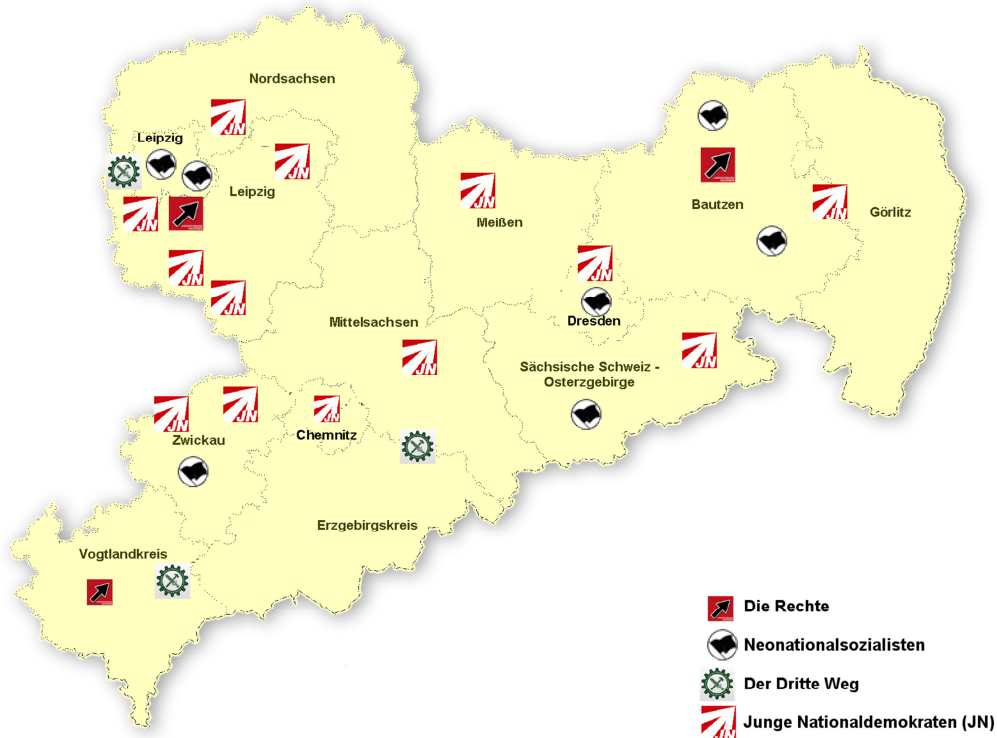 Nordsachsen
JN
Leipzig
JN
Leipzig
JN
JN
Meißen
JN
Bautzen
Görlitz
JN
JN
JN
Dresden
Mittelsachsen
JN
JN
Sächsische Schweiz -
Osterzgebirge
JN
JN
JN
Zwickau
Chemnitz
Erzgebirgskreis
Vogtlandkreis
Die Rechte
Neonationalsozialisten
Der Dritte Weg
JN
Junge Nationaldemokraten (JN)